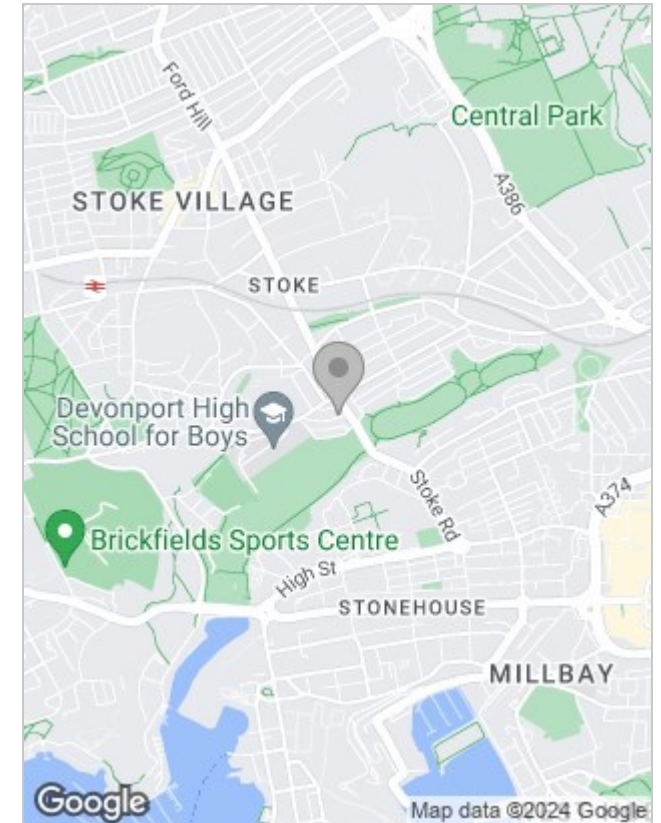 Ford Hill
Central Park
A386
STOKE VILLAGE
STOKE
Devonport High
School for Boys
Stoke Rd
A374
Brickfields Sports Centre
High St
STONEHOUSE
MILLBAY
Google
Map data ©2024 Google